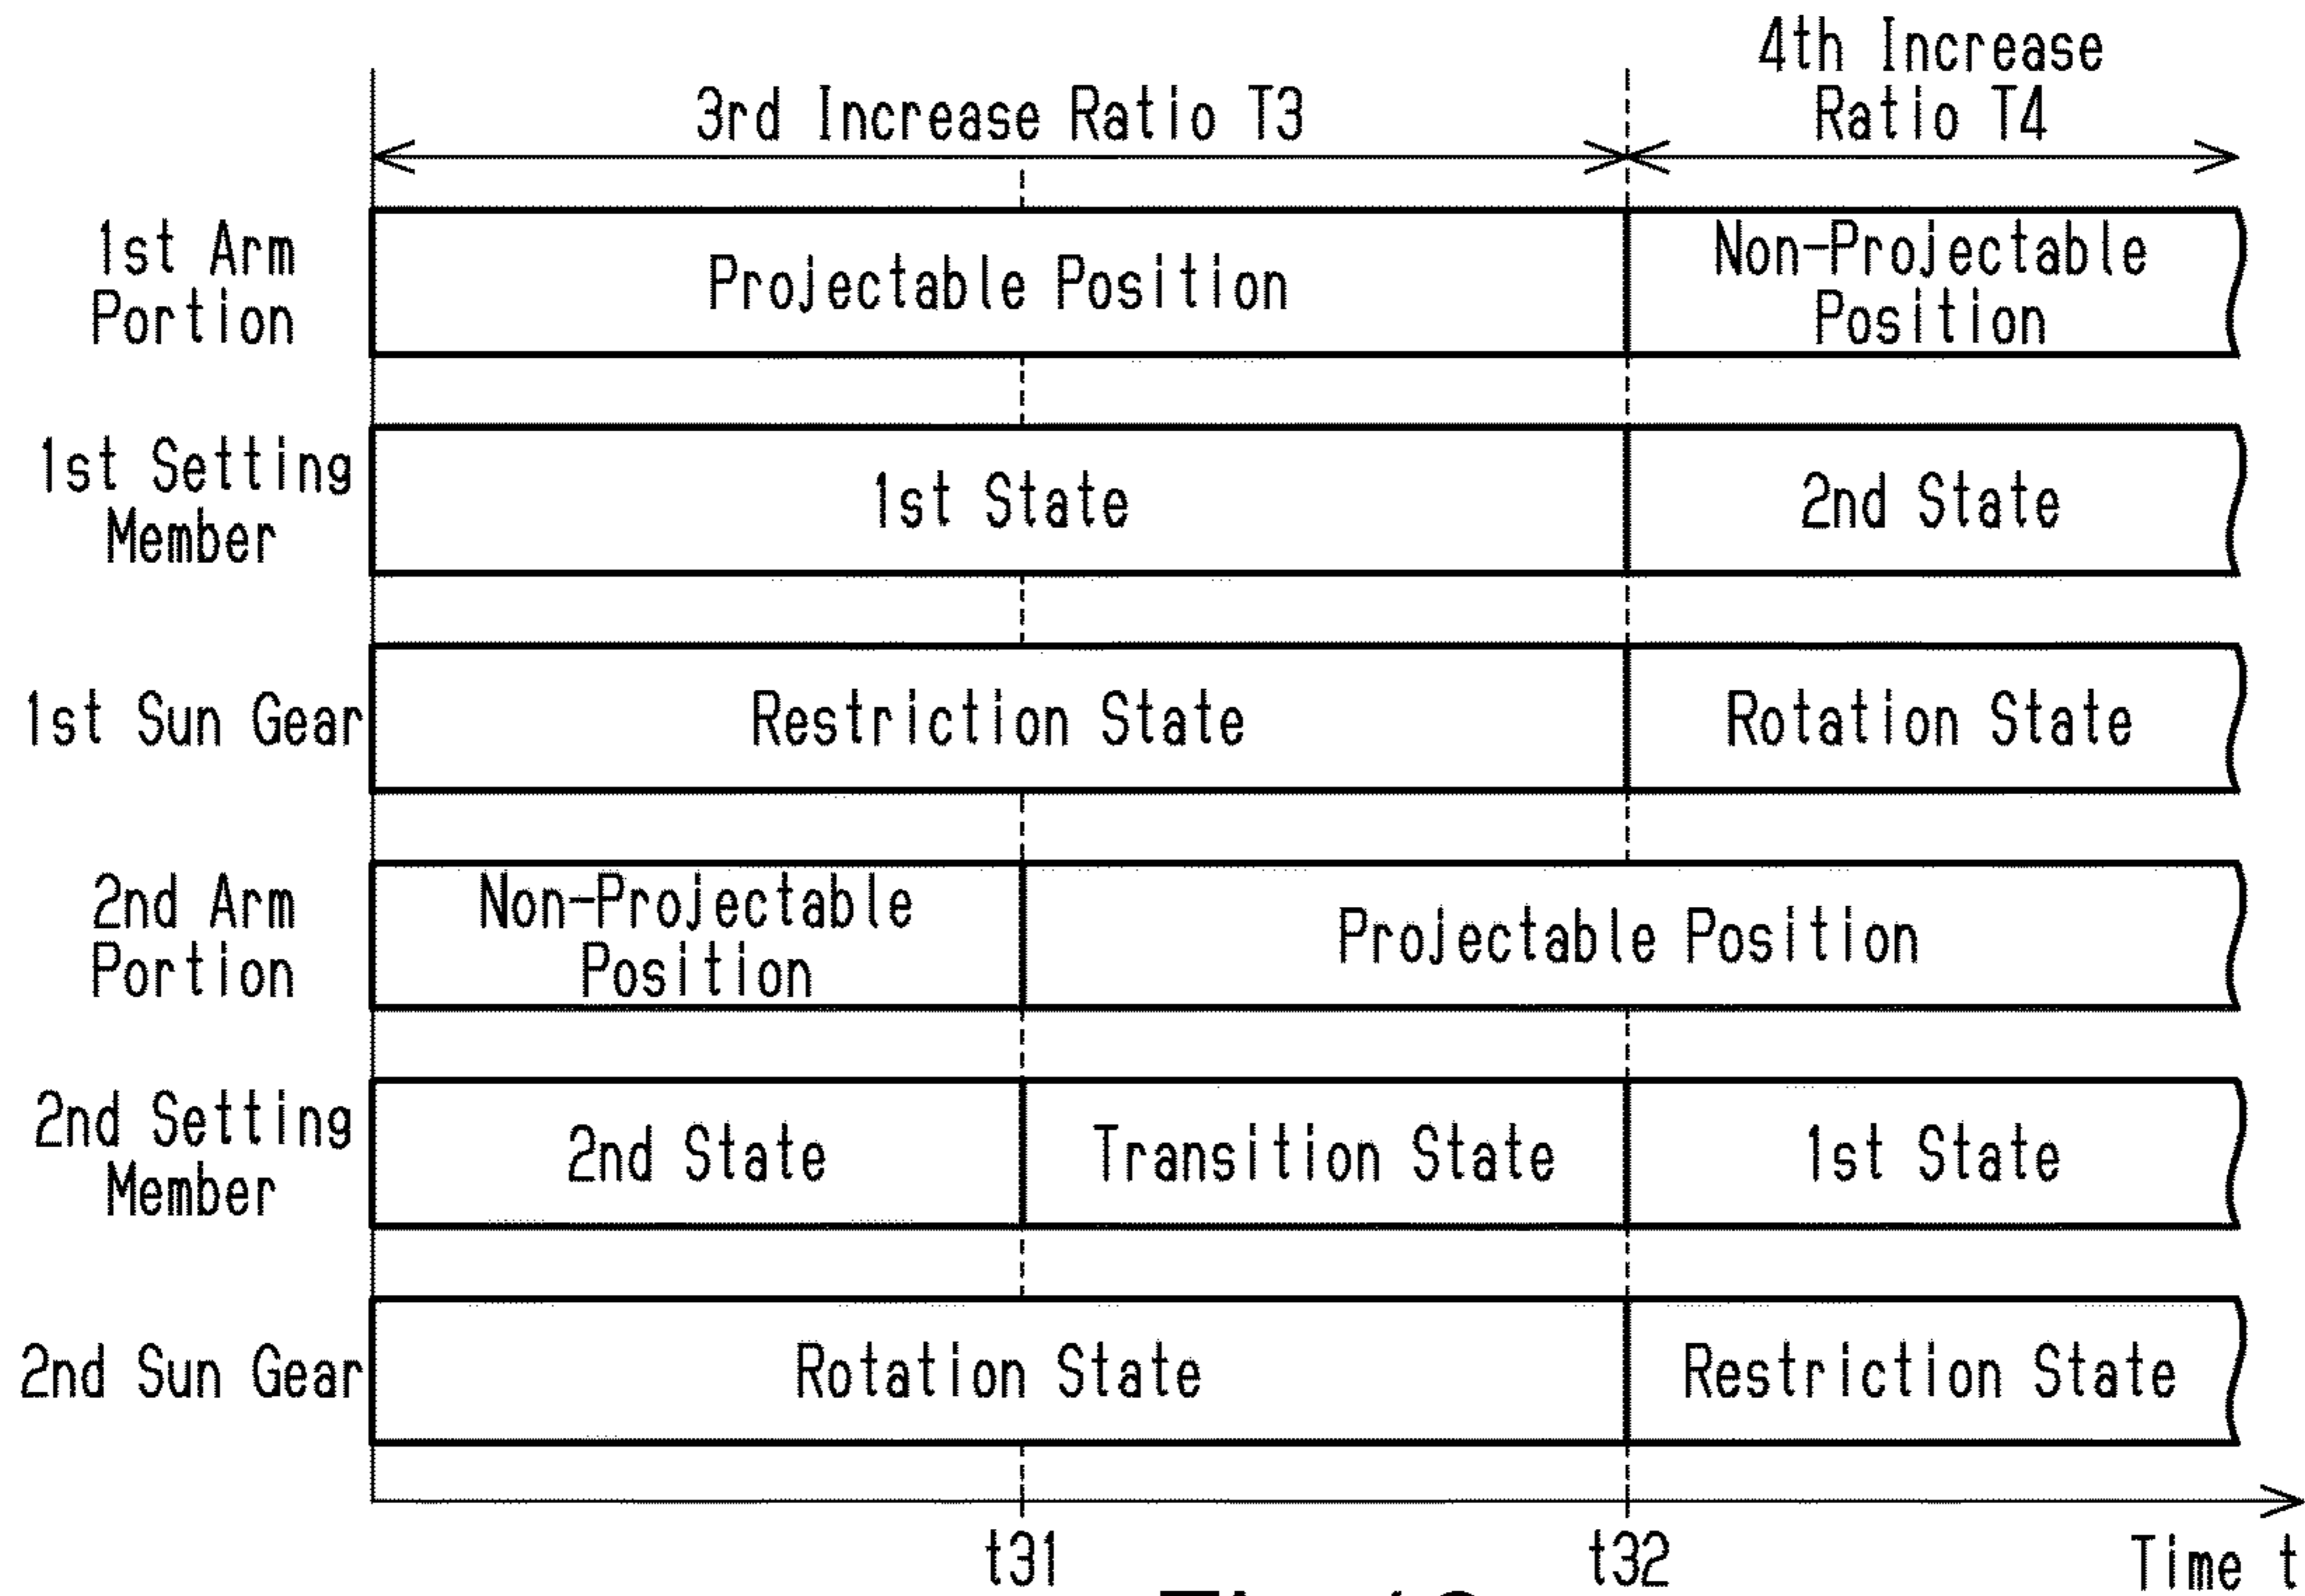 4th Increase
Ratio T4
3rd Increase Ratio T3
1st Arm
Portion
Projectable Position
Non-Projectable
Position
1st Setting
Member
1st State
2nd State
1st Sun Gear
Restriction State
Rotation State
2nd Arm
Portion
Non-Projectable
Position
Projectable Position
2nd Setting
Member
2nd State
Transition State
1st State
2nd Sun Gear
Rotation State
Restriction State
t31
t32
Time t